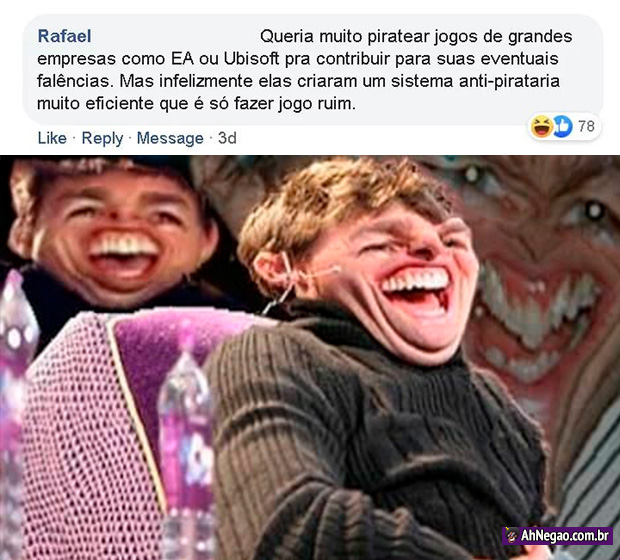 Rafael Queria muito piratear jogos de grandes
empresas como EA ou Ubisoft pra contribuir para suas eventuais
falências. Mas infelizmente elas criaram um sistema anti-pirataria
muito eficiente que é só fazer jogo ruim.
78
Like · Reply · Message · 3d
AhNegao.com.br